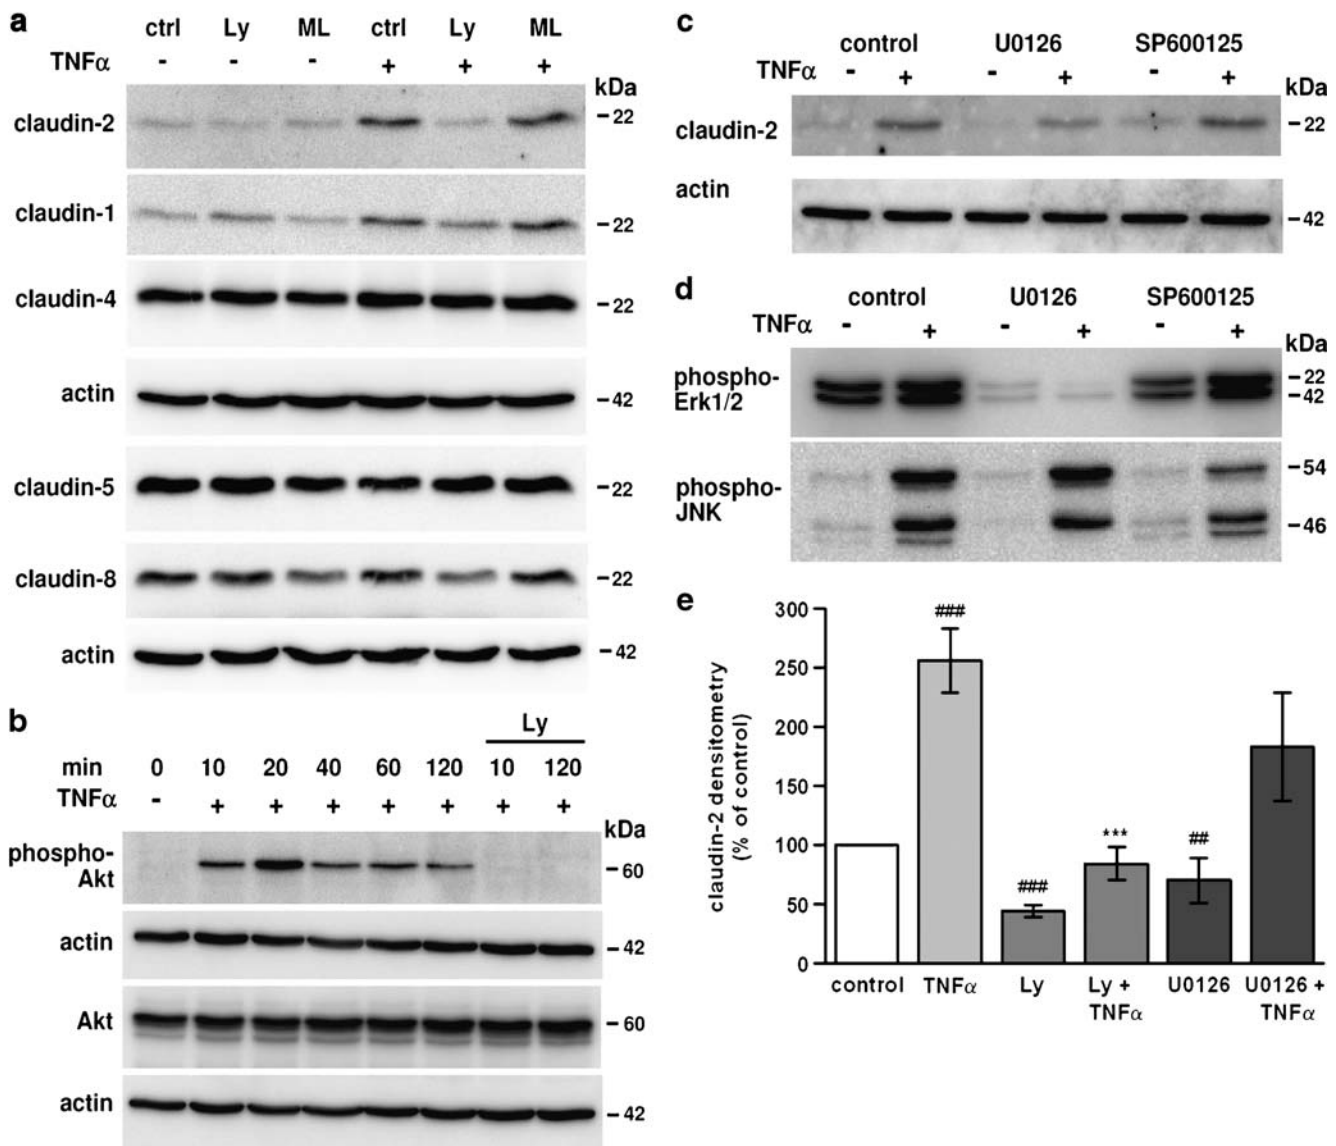 a
ctrl Ly ML ctrl Ly ML
TNFα - - - + + +
kDa
claudin-2 -22
claudin-1 -22
claudin-4 -22
actin -42
claudin-5 -22
claudin-8 -22
actin -42
b
Ly
min 0 10 20 40 60 120 10 120
TNFα - + + + + + + +
kDa
phospho-
Akt -60
actin -42
Akt -60
actin -42
c
control U0126 SP600125
TNFα - + - + - +
kDa
claudin-2 -22
actin
-42
d
control U0126 SP600125
TNFα - + - + - +
kDa
phospho- -22
Erk1/2 -42
-54
phospho-
JNK -46
e
claudin-2 densitometry
(% of control)
300
250
200
150
100
50
0
###
###
***
##
control TNFα Ly Ly + U0126 U0126 +
TNFα TNFα